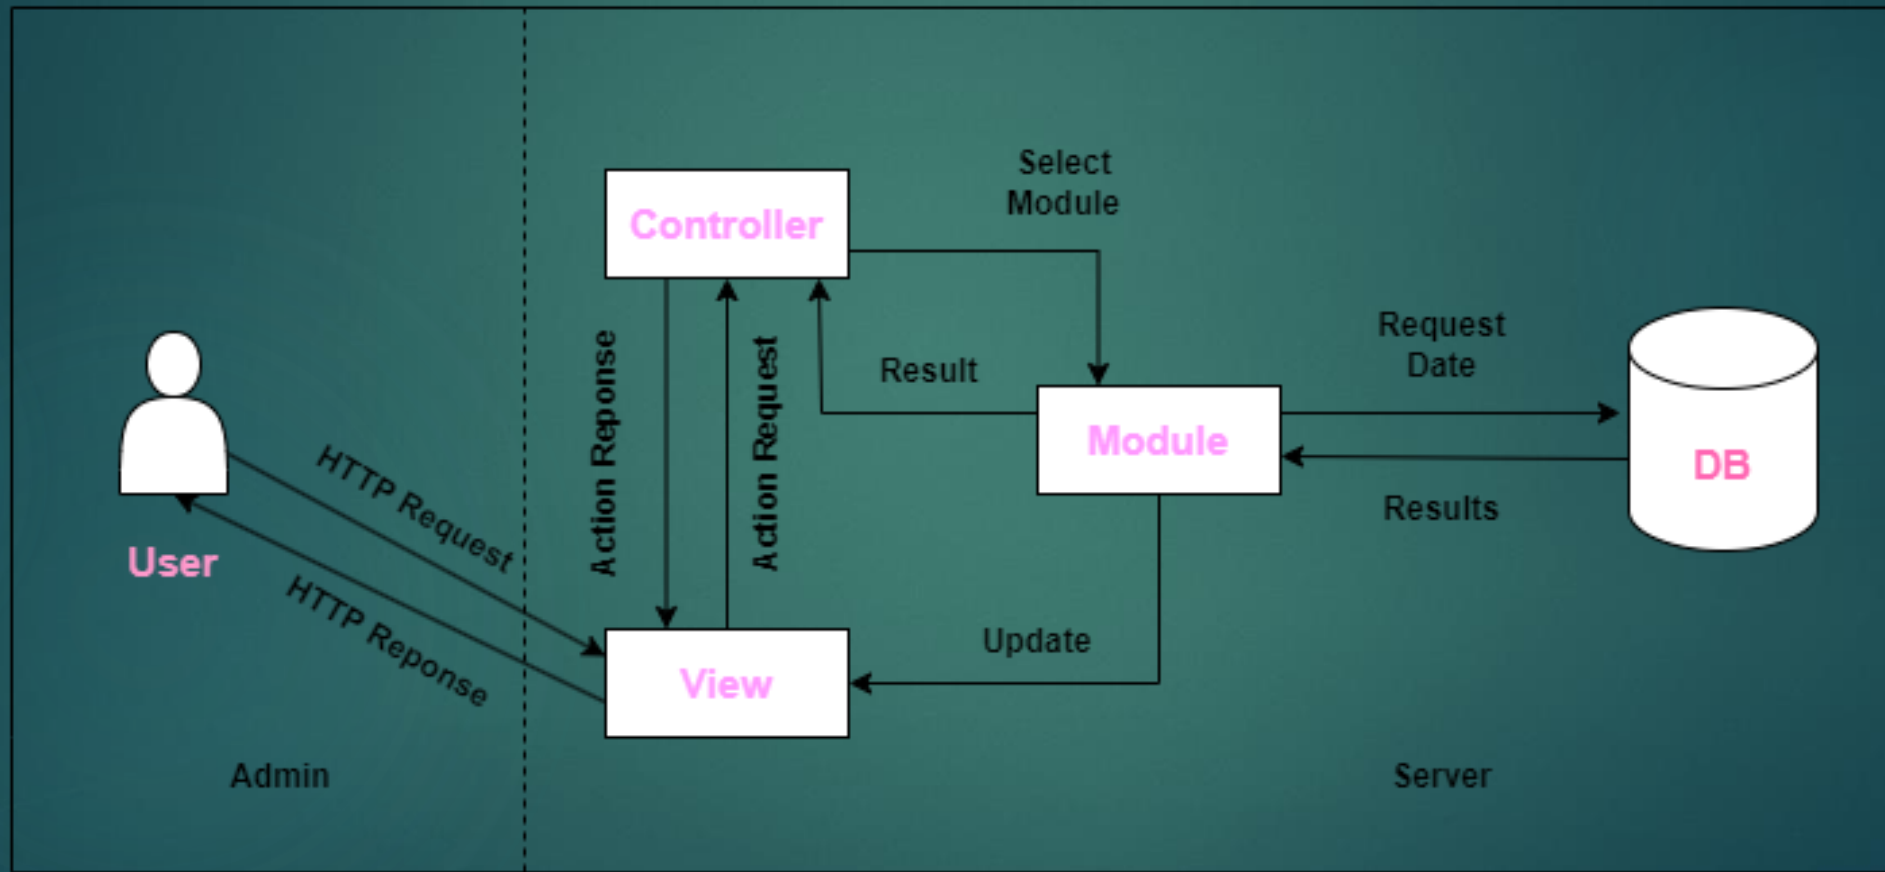 Select
Module
Controller
Request
Date
Action Reponse
Action Request
Result
Module
DB
HTTP Request
Results
User
HTTP Reponse
Update
View
Admin
Server